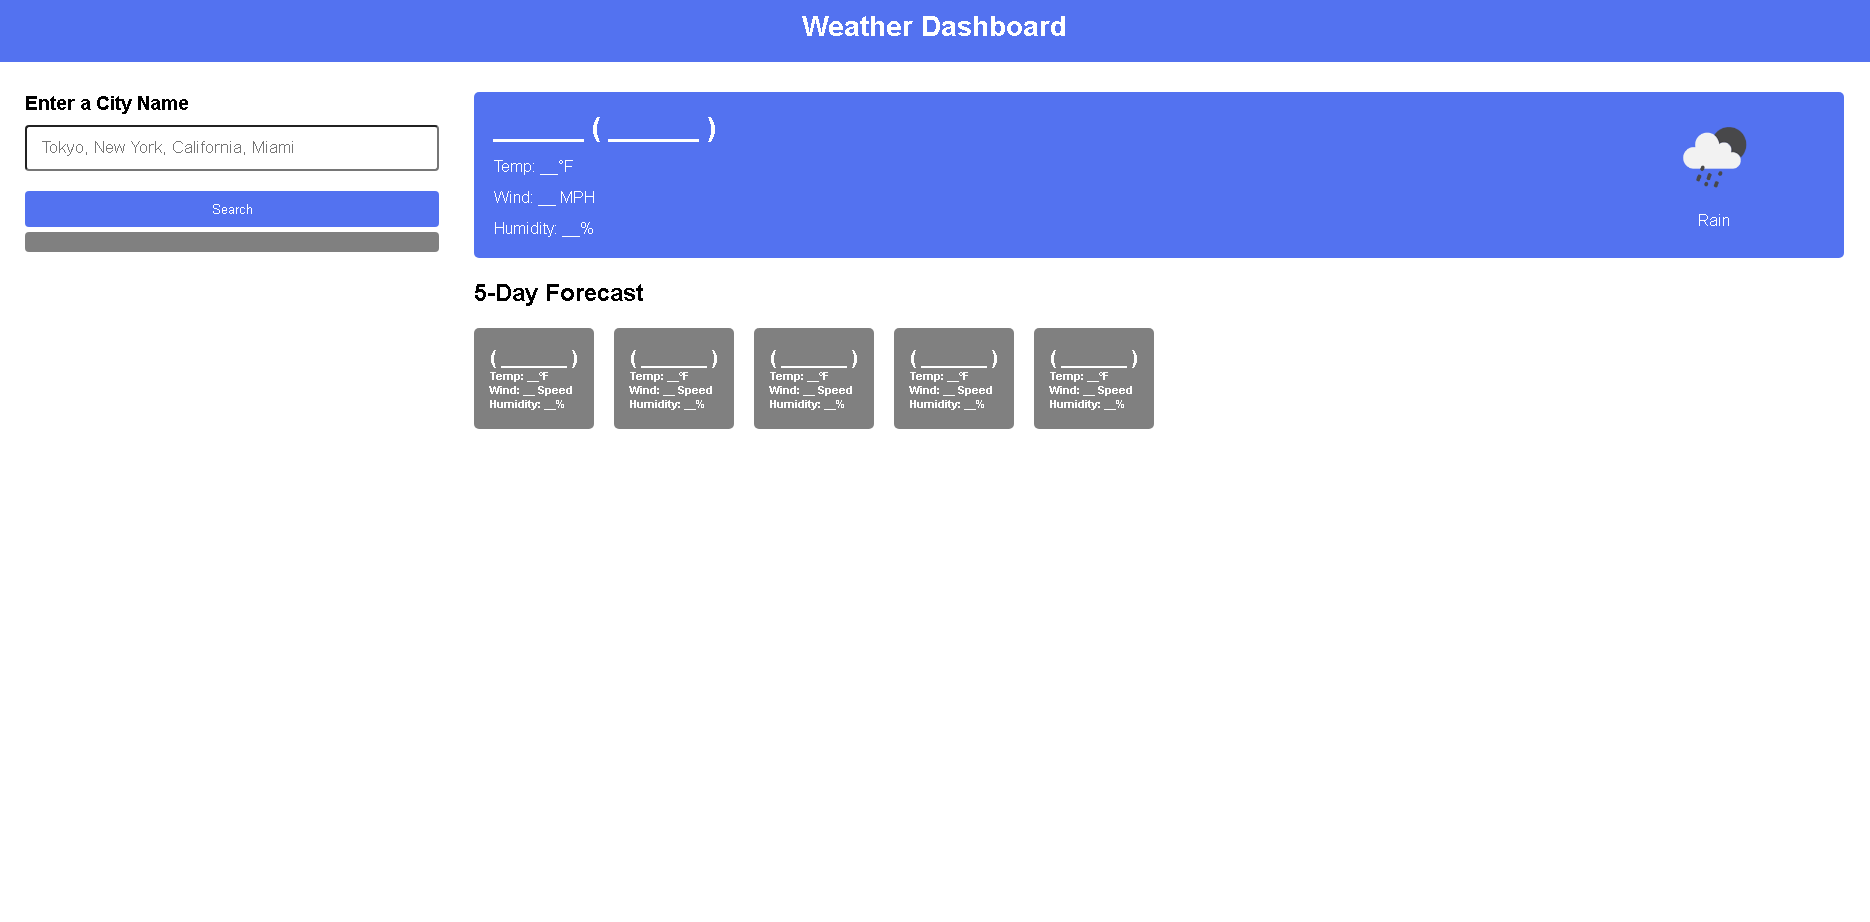 Weather Dashboard
Enter a City Name
Tokyo, New York, California, Miami
Search
______ ( ______ )
Temp: __°F
Wind: __ MPH
Humidity: __%
Rain
5-Day Forecast
( ______ )
Temp: __°F
Wind: __ Speed
Humidity: __%
( ______ )
Temp: __°F
Wind: __ Speed
Humidity: __%
( ______ )
Temp: __°F
Wind: __ Speed
Humidity: __%
( ______ )
Temp: __°F
Wind: __ Speed
Humidity: __%
( ______ )
Temp: __°F
Wind: __ Speed
Humidity: __%